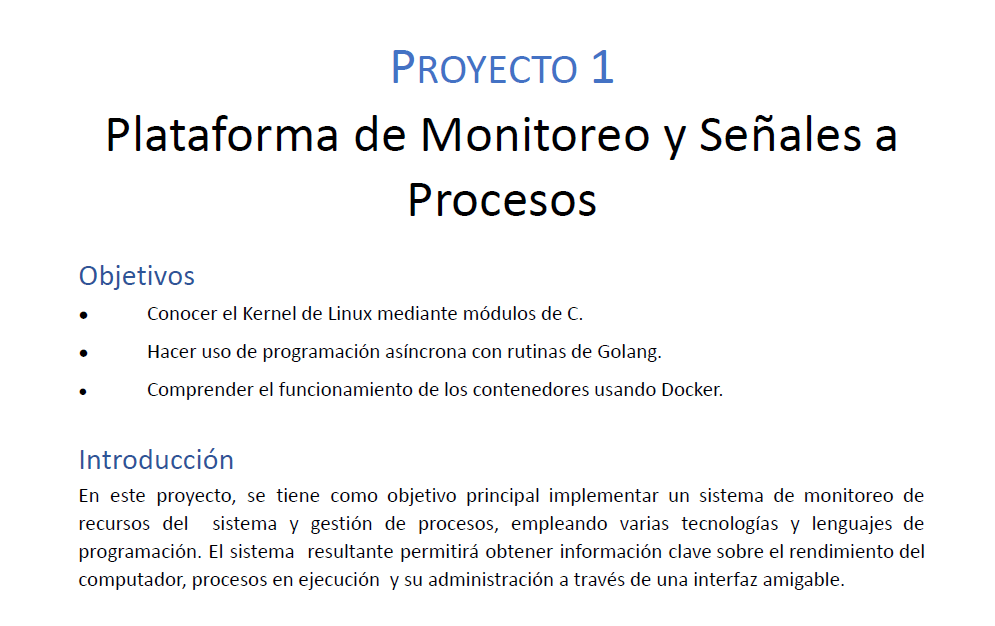 PROYECTO 1
Plataforma de Monitoreo y Señales a
Procesos
Objetivos
• Conocer el Kernel de Linux mediante módulos de C.
• Hacer uso de programación asíncrona con rutinas de Golang.
• Comprender el funcionamiento de los contenedores usando Docker.
Introducción
En este proyecto, se tiene como objetivo principal implementar un sistema de monitoreo de
recursos del sistema y gestión de procesos, empleando varias tecnologías y lenguajes de
programación. El sistema resultante permitirá obtener información clave sobre el rendimiento del
computador, procesos en ejecución y su administración a través de una interfaz amigable.